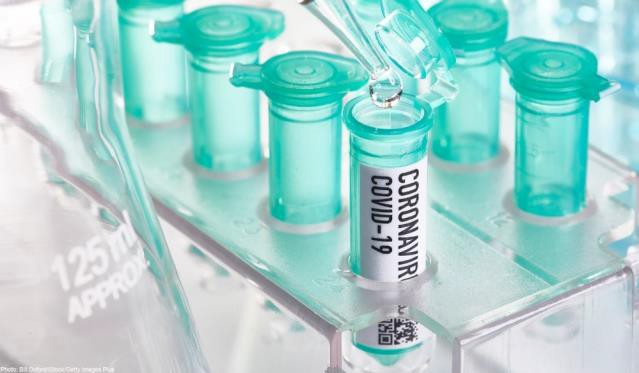 CORONAVIR
COVID-19
125 m
APPROX
Photo: Bill Oxford/iStock/Getty Images Plus